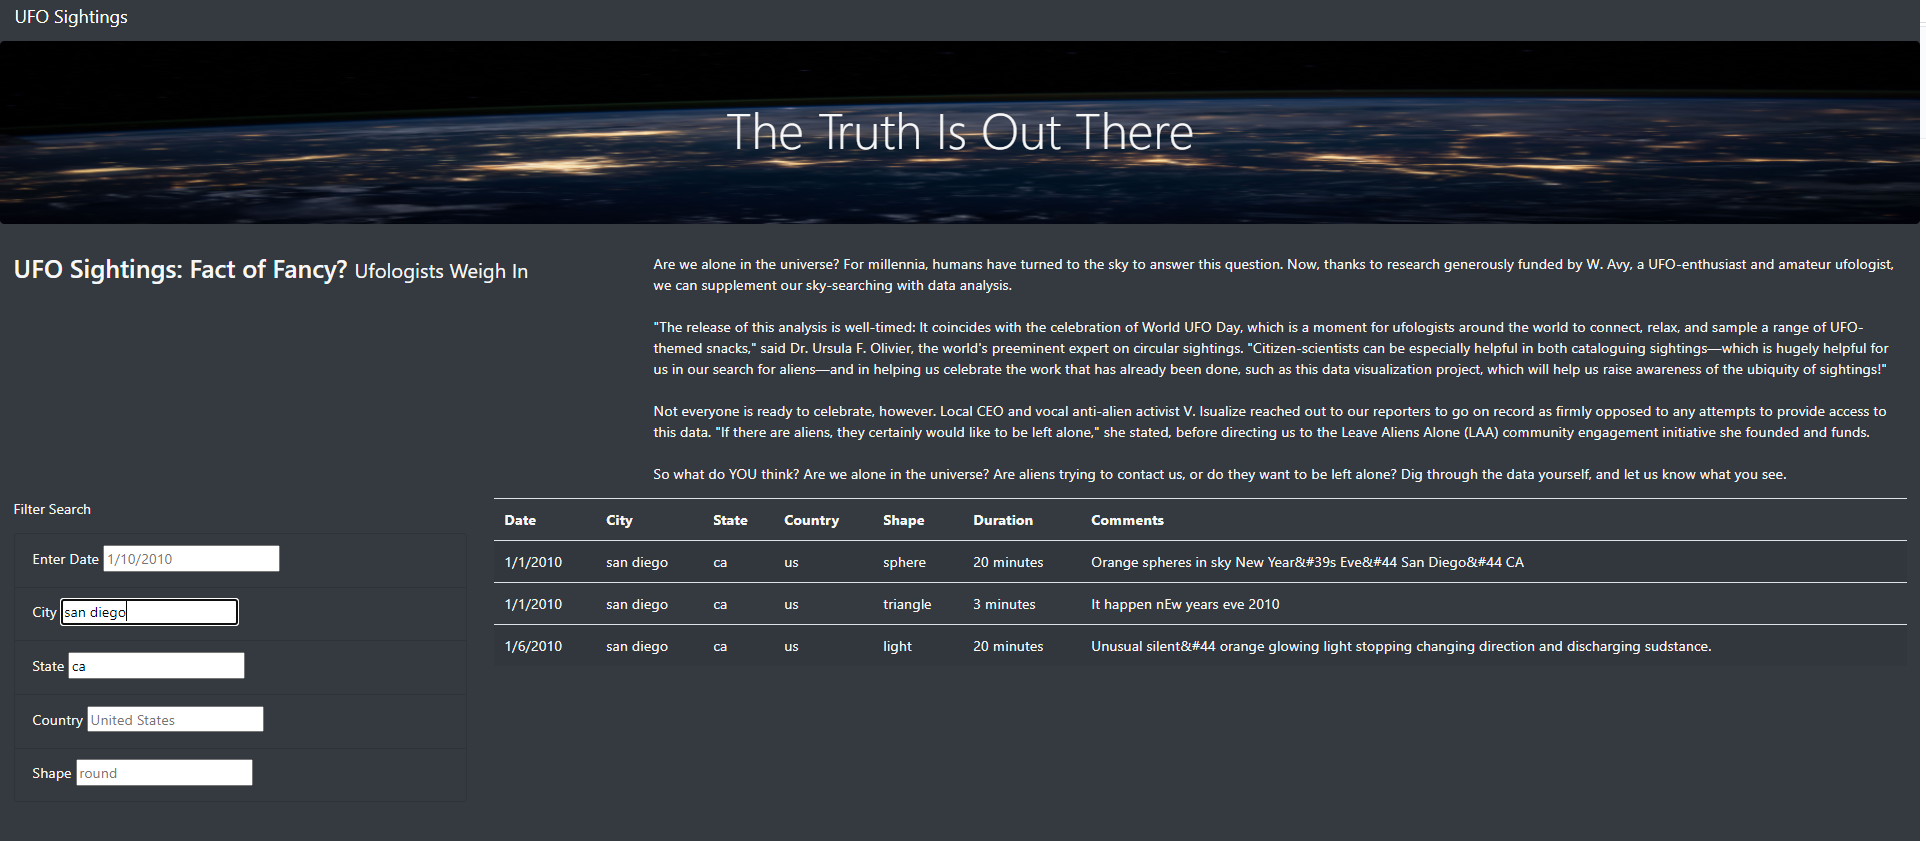 UFO Sightings
The Truth Is Out There
UFO Sightings: Fact of Fancy? Ufologists Weigh In
Are we alone in the universe? For millennia, humans have turned to the sky to answer this question. Now, thanks to research generously funded by W. Avy, a UFO-enthusiast and amateur ufologist,
we can supplement our sky-searching with data analysis.
"The release of this analysis is well-timed: It coincides with the celebration of World UFO Day, which is a moment for ufologists around the world to connect, relax, and sample a range of UFO-
themed snacks," said Dr. Ursula F. Olivier, the world's preeminent expert on circular sightings. "Citizen-scientists can be especially helpful in both cataloguing sightings—which is hugely helpful for
us in our search for aliens—and in helping us celebrate the work that has already been done, such as this data visualization project, which will help us raise awareness of the ubiquity of sightings!"
Not everyone is ready to celebrate, however. Local CEO and vocal anti-alien activist V. Isualize reached out to our reporters to go on record as firmly opposed to any attempts to provide access to
this data. "If there are aliens, they certainly would like to be left alone," she stated, before directing us to the Leave Aliens Alone (LAA) community engagement initiative she founded and funds.
So what do YOU think? Are we alone in the universe? Are aliens trying to contact us, or do they want to be left alone? Dig through the data yourself, and let us know what you see.
Filter Search
Enter Date 1/10/2010
City san diego
State ca
Country United States
Shape round
Date City State Country Shape Duration Comments
1/1/2010 san diego ca us sphere 20 minutes Orange spheres in sky New Year&#39s Eve&#44 San Diego&#44 CA
1/1/2010 san diego ca us triangle 3 minutes It happen nEw years eve 2010
1/6/2010 san diego ca us light 20 minutes Unusual silent&#44 orange glowing light stopping changing direction and discharging sudstance.